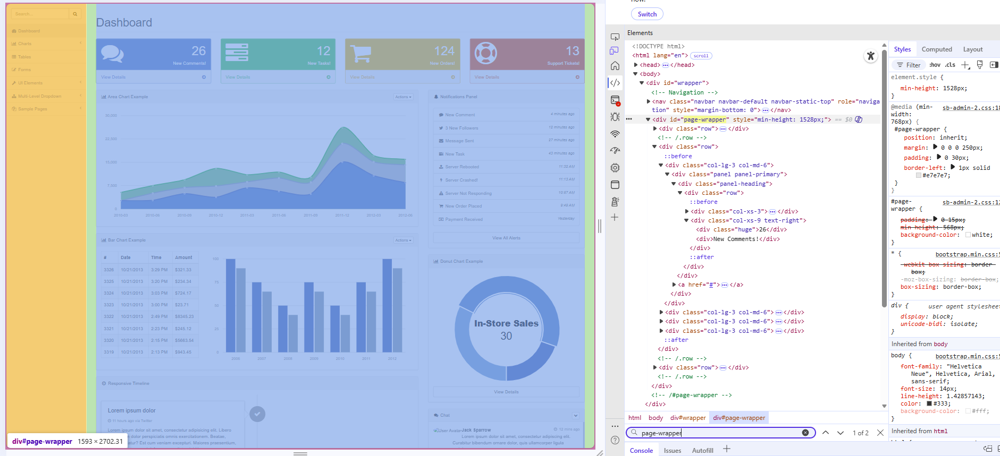 now.
Switch
Search...
Dashboard
Charts
Tables
Forms
UI Elements
Multi-Level Dropdown
Sample Pages
Dashboard
26
New Comments!
View Details
12
New Tasks!
View Details
124
New Orders!
View Details
13
Support Tickets!
View Details
Area Chart Example
Actions
30,000
22,500
15,000
7,500
0
2010-03 2010-06 2010-09 2010-12 2011-03 2011-06 2011-09 2011-12 2012-03 2012-06
Notifications Panel
New Comment 4 minutes ago
3 New Followers 12 minutes ago
Message Sent 27 minutes ago
New Task 43 minutes ago
Server Rebooted 11:32 AM
Server Crashed! 11:13 AM
Server Not Responding 10:57 AM
New Order Placed 9:49 AM
Payment Received Yesterday
View All Alerts
Bar Chart Example
Actions
# Date Time Amount
3326 10/21/2013 3:29 PM $321.33
3325 10/21/2013 3:20 PM $234.34
3324 10/21/2013 3:03 PM $724.17
3323 10/21/2013 3:00 PM $23.71
3322 10/21/2013 2:49 PM $8345.23
3321 10/21/2013 2:23 PM $245.12
3320 10/21/2013 2:15 PM $5663.54
3319 10/21/2013 2:13 PM $943.45
100
75
50
25
0
2006 2007 2008 2009 2010 2011 2012
Donut Chart Example
In-Store Sales
30
View Details
Responsive Timeline
Lorem ipsum dolor
11 hours ago via Twitter
Lorem ipsum dolor sit amet, consectetur adipisicing elit. Libero
dolor perspiciatis omnis exercitationem. Beatae,
? Est cum veniam excepturi. Maiores praesentium,
Chat
User Avatar
Jack Sparrow 12 mins ago
Lorem ipsum dolor sit amet, consectetur adipiscing elit.
Curabitur bibendum ornare dolor, quis ullamcorper ligula
div#page-wrapper 1593 × 2702.31
Elements
<!DOCTYPE html>
<html lang="en"> scroll
<head> </head>
<body>
<div id="wrapper">
<!-- Navigation -->
<nav class="navbar navbar-default navbar-static-top" role="naviga
tion" style="margin-bottom: 0"> </nav>
<div id="page-wrapper" style="min-height: 1528px;"> == $0
<div class="row"> </div>
<!-- /.row -->
<div class="row">
::before
<div class="col-lg-3 col-md-6">
<div class="panel panel-primary">
<div class="panel-heading">
<div class="row">
::before
<div class="col-xs-3"> </div>
<div class="col-xs-9 text-right">
<div class="huge">26</div>
<div>New Comments!</div>
</div>
::after
</div>
</div>
<a href="#"> </a>
</div>
</div>
<div class="col-lg-3 col-md-6"> </div>
<div class="col-lg-3 col-md-6"> </div>
<div class="col-lg-3 col-md-6"> </div>
::after
</div>
<!-- /.row -->
<div class="row"> </div>
<!-- /.row -->
</div>
<!-- /#page-wrapper -->
</div>
html body div#wrapper div#page-wrapper
page-wrapper
1 of 2
Console Issues Autofill
Styles Computed Layout
Filter :hov .cls
element.style {
min-height: 1528px;
}
@media (min-width: 768px) {
sb-admin-2.css:18
#page-wrapper {
position: inherit;
margin: 0 0 0 250px;
padding: 0 30px;
border-left: 1px solid
#e7e7e7;
}
}
#page-
wrapper {
sb-admin-2.css:12
padding: 0 15px;
min-height: 568px;
background-color: white;
}
* {
bootstrap.min.css:5
-webkit-box-sizing: border-
box;
-moz-box-sizing: border-box;
box-sizing: border-box;
}
div { user agent stylesheet
display: block;
unicode-bidi: isolate;
}
Inherited from body
body { bootstrap.min.css:5
font-family: "Helvetica
Neue", Helvetica, Arial,
sans-serif;
font-size: 14px;
line-height: 1.42857143;
color: #333;
background-color: #fff;
}
Inherited from html